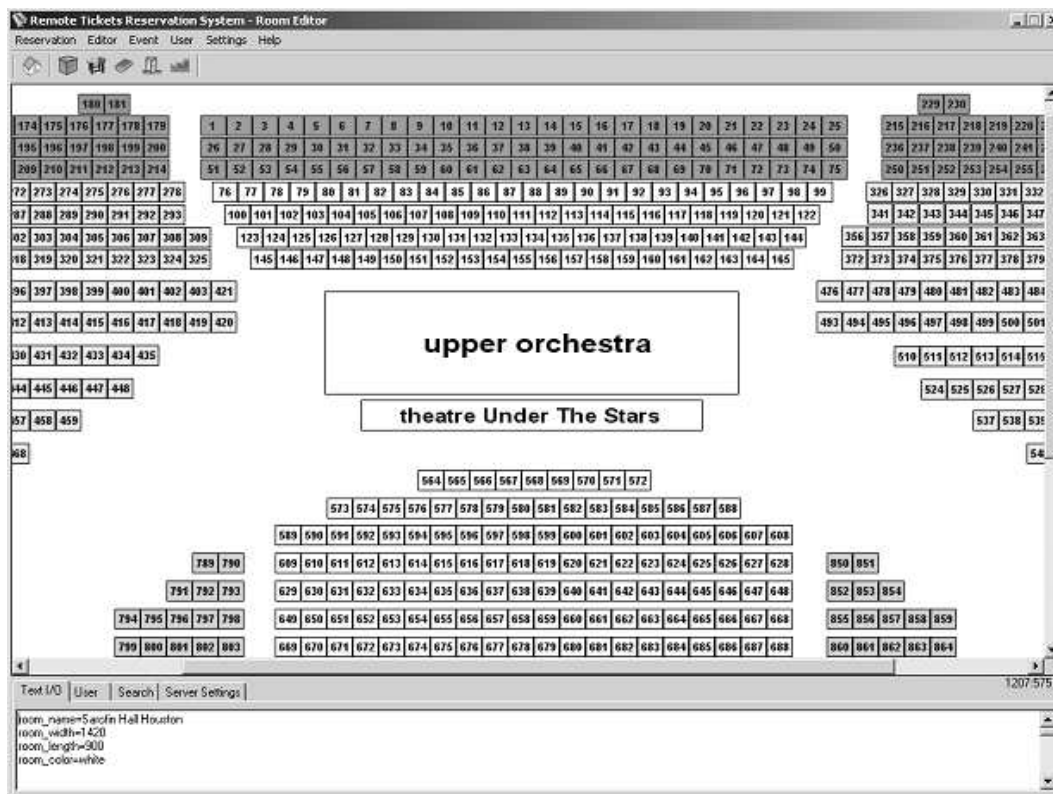 Remote Tickets Reservation System - Room Editor
Reservation Editor Event User Settings Help
180 181 229 230
174 175 176 177 178 179 1 2 3 4 5 6 7 8 9 10 11 12 13 14 15 16 17 18 19 20 21 22 23 24 25 215 216 217 218 219 220
195 196 197 198 199 200 26 27 28 29 30 31 32 33 34 35 36 37 38 39 40 41 42 43 44 45 46 47 48 49 50 236 237 238 239 240 241
209 210 211 212 213 214 51 52 53 54 55 56 57 58 59 60 61 62 63 64 65 66 67 68 69 70 71 72 73 74 75 250 251 252 253 254 255
72 273 274 275 276 277 278 76 77 78 79 80 81 82 83 84 85 86 87 88 89 90 91 92 93 94 95 96 97 98 99 326 327 328 329 330 331 332
87 288 289 290 291 292 293 100 101 102 103 104 105 106 107 108 109 110 111 112 113 114 115 116 117 118 119 120 121 122 341 342 343 344 345 346 347
02 303 304 305 306 307 308 309 123 124 125 126 127 128 129 130 131 132 133 134 135 136 137 138 139 140 141 142 143 144 356 357 358 359 360 361 362 363
18 319 320 321 322 323 324 325 145 146 147 148 149 150 151 152 153 154 155 156 157 158 159 160 161 162 163 164 165 372 373 374 375 376 377 378 379
96 397 398 399 400 401 402 403 421 476 477 478 479 480 481 482 483 484
12 413 414 415 416 417 418 419 420 493 494 495 496 497 498 499 500 501
upper orchestra
30 431 432 433 434 435 510 511 512 513 514 515
44 445 446 447 448 524 525 526 527 528
theatre Under The Stars
57 458 459 537 538 539
68 54
564 565 566 567 568 569 570 571 572
573 574 575 576 577 578 579 580 581 582 583 584 585 586 587 588
589 590 591 592 593 594 595 596 597 598 599 600 601 602 603 604 605 606 607 608
789 790 609 610 611 612 613 614 615 616 617 618 619 620 621 622 623 624 625 626 627 628 850 851
791 792 793 629 630 631 632 633 634 635 636 637 638 639 640 641 642 643 644 645 646 647 648 852 853 854
794 795 796 797 798 649 650 651 652 653 654 655 656 657 658 659 660 661 662 663 664 665 666 667 668 855 856 857 858 859
799 800 801 802 803 669 670 671 672 673 674 675 676 677 678 679 680 681 682 683 684 685 686 687 688 860 861 862 863 864
1207:575
Text I/O User Search Server Settings
room_name=Sarofin Hall Houston
room_width=1420
room_length=900
room_color=white